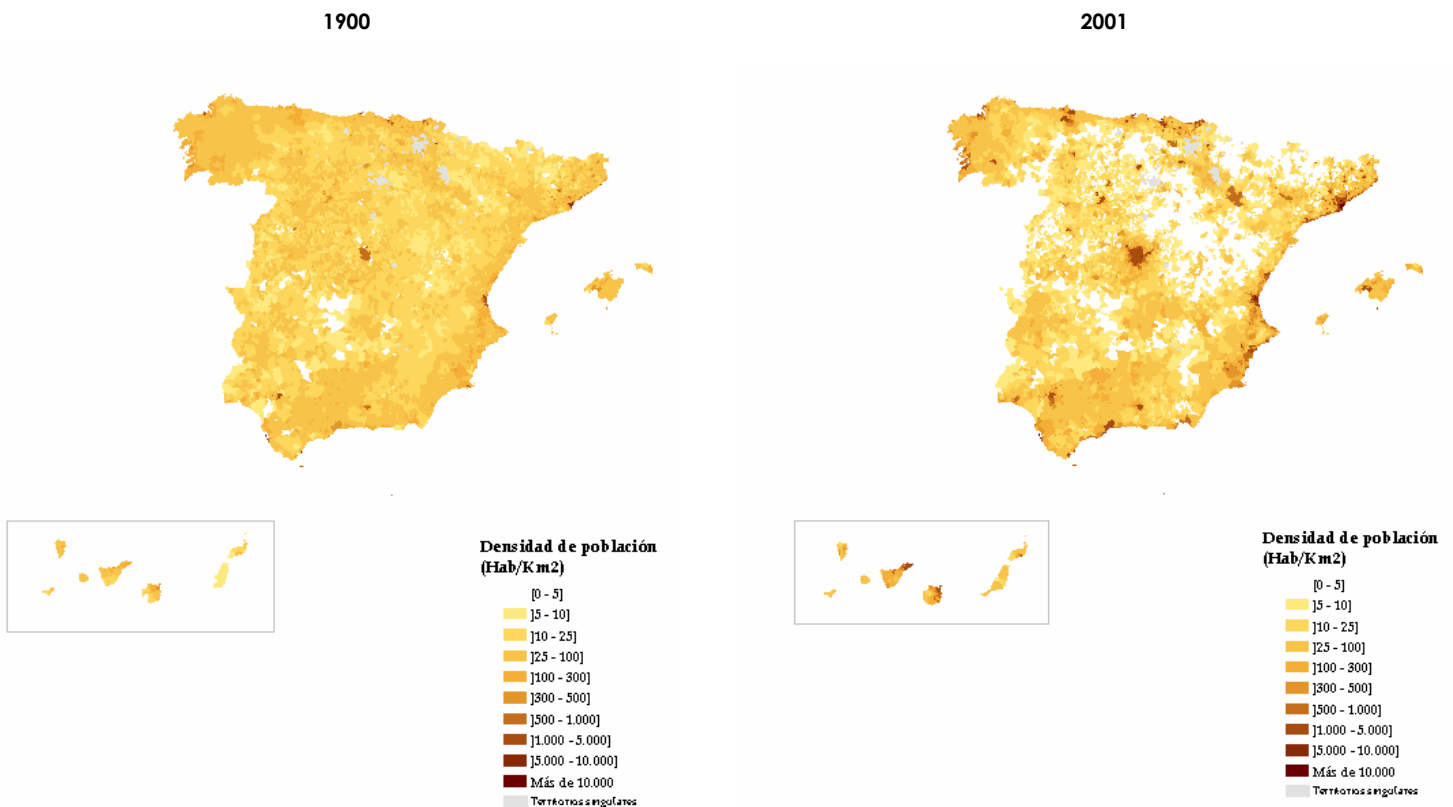 1900
2001
Densidad de población
(Hab/Km2)
[0 - 5]
]5 - 10]
]10 - 25]
]25 - 100]
]100 - 300]
]300 - 500]
]500 - 1.000]
]1.000 - 5.000]
]5.000 - 10.000]
Más de 10.000
Territorios singulares
Densidad de población
(Hab/Km2)
[0 - 5]
]5 - 10]
]10 - 25]
]25 - 100]
]100 - 300]
]300 - 500]
]500 - 1.000]
]1.000 - 5.000]
]5.000 - 10.000]
Más de 10.000
Territorios singulares